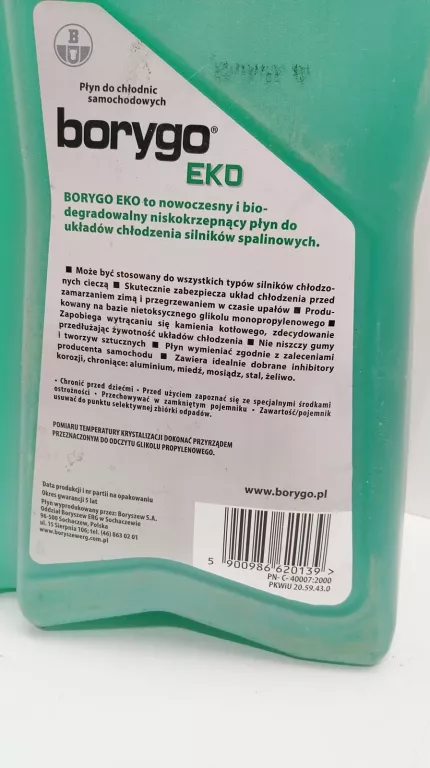 B
Płyn do chłodnic
samochodowych
borygo®
EKO
BORYGO EKO to nowoczesny i bio-
degradowalny niskokrzepnący płyn do
układów chłodzenia silników spalinowych.
■ Może być stosowany do wszystkich typów silników chłodzo-
nych cieczą ■ Skutecznie zabezpiecza układ chłodzenia przed
zamarzaniem zimą i przegrzewaniem w czasie upałów ■ Produ-
kowany na bazie nietoksycznego glikolu monopropylenowego ■
Zapobiega wytrącaniu się kamienia kotłowego, zdecydowanie
przedłużając żywotność układów chłodzenia ■ Nie niszczy gumy
i tworzyw sztucznych ■ Płyn wymieniać zgodnie z zaleceniami
producenta samochodu ■ Zawiera idealnie dobrane inhibitory
korozji, chroniące: aluminium, miedź, mosiądz, stal, żeliwo.
• Chronić przed dziećmi • Przed użyciem zapoznać się ze specjalnymi środkami
ostrożności • Przechowywać w zamkniętym pojemniku • Zawartość/pojemnik
usuwać do punktu selektywnej zbiórki odpadów.
POMIARU TEMPERATURY KRYSTALIZACJI DOKONAĆ PRZYRZĄDEM
PRZEZNACZONYM DO ODCZYTU GLIKOLU PROPYLENOWEGO.
www.borygo.pl
Data produkcji i nr partii na opakowaniu
Okres gwarancji 5 lat
Płyn wyprodukowany przez: Boryszew S.A.
Oddział Boryszew ERG w Sochaczewie
96-500 Sochaczew, Polska
ul. 15 Sierpnia 106; tel. (46) 863 02 01
www.boryszewerg.com.pl
5 900986 620139 >
PN- C- 40007:2000
PKWiU 20.59.43.0